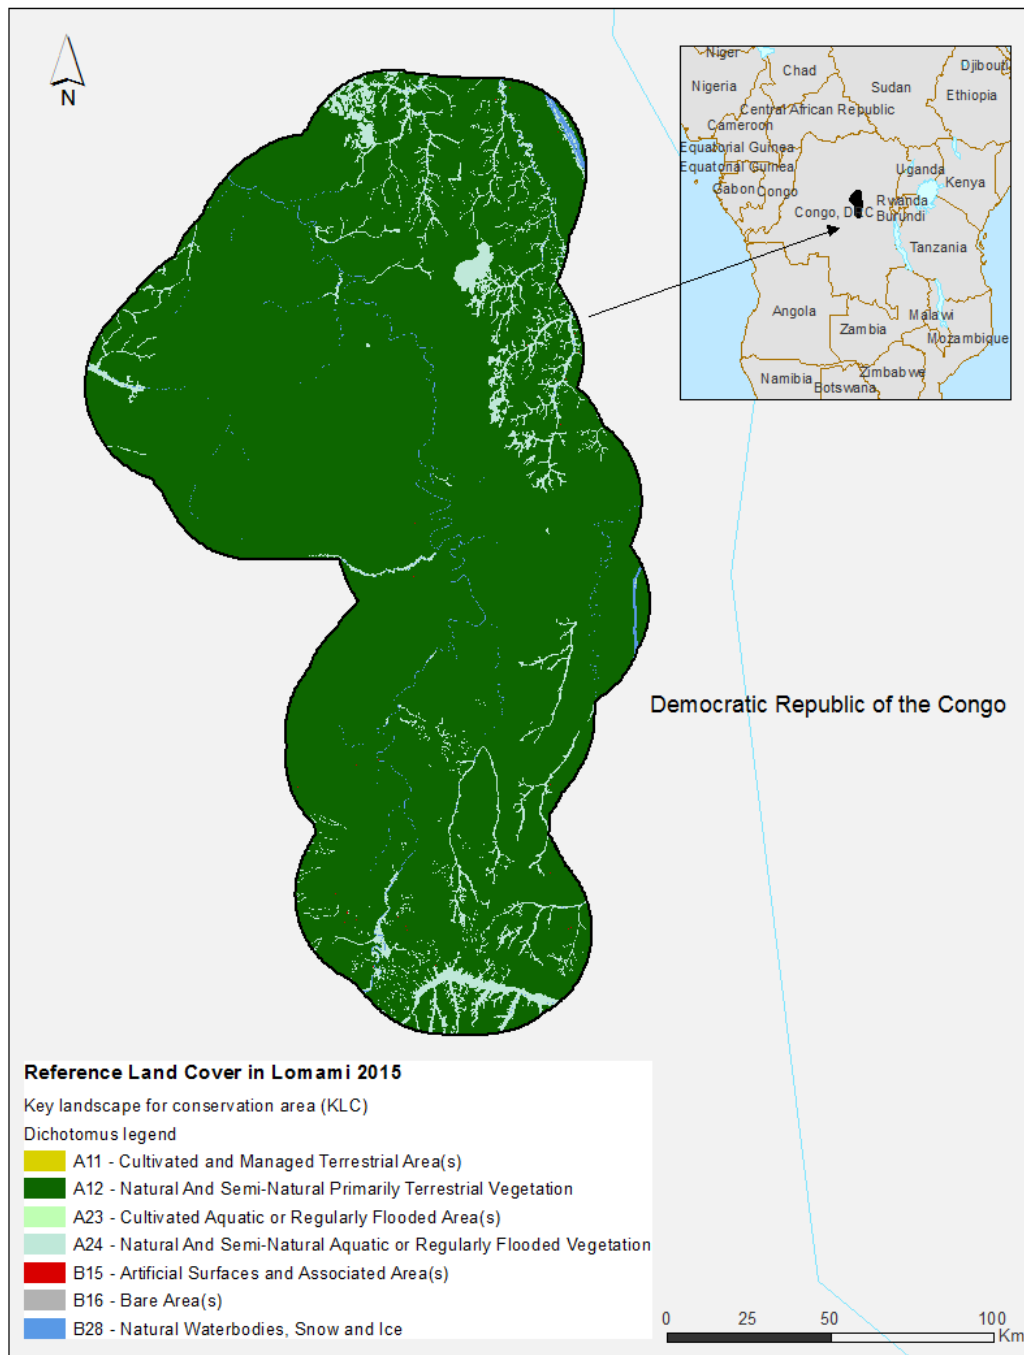 N
Niger
Chad
Djibouti
Nigeria
Sudan
Ethiopia
Central African Republic
Cameroon
Equatorial Guinea
Equatorial Guinea
Uganda
Gabon
Congo
Kenya
Rwanda
Congo, DRC
Burundi
Tanzania
Angola
Malawi
Zambia
Mozambique
Zimbabwe
Namibia
Botswana
Democratic Republic of the Congo
Reference Land Cover in Lomami 2015
Key landscape for conservation area (KLC)
Dichotomus legend
A11 - Cultivated and Managed Terrestrial Area(s)
A12 - Natural And Semi-Natural Primarily Terrestrial Vegetation
A23 - Cultivated Aquatic or Regularly Flooded Area(s)
A24 - Natural And Semi-Natural Aquatic or Regularly Flooded Vegetation
B15 - Artificial Surfaces and Associated Area(s)
B16 - Bare Area(s)
B28 - Natural Waterbodies, Snow and Ice
0 25 50 100
Km